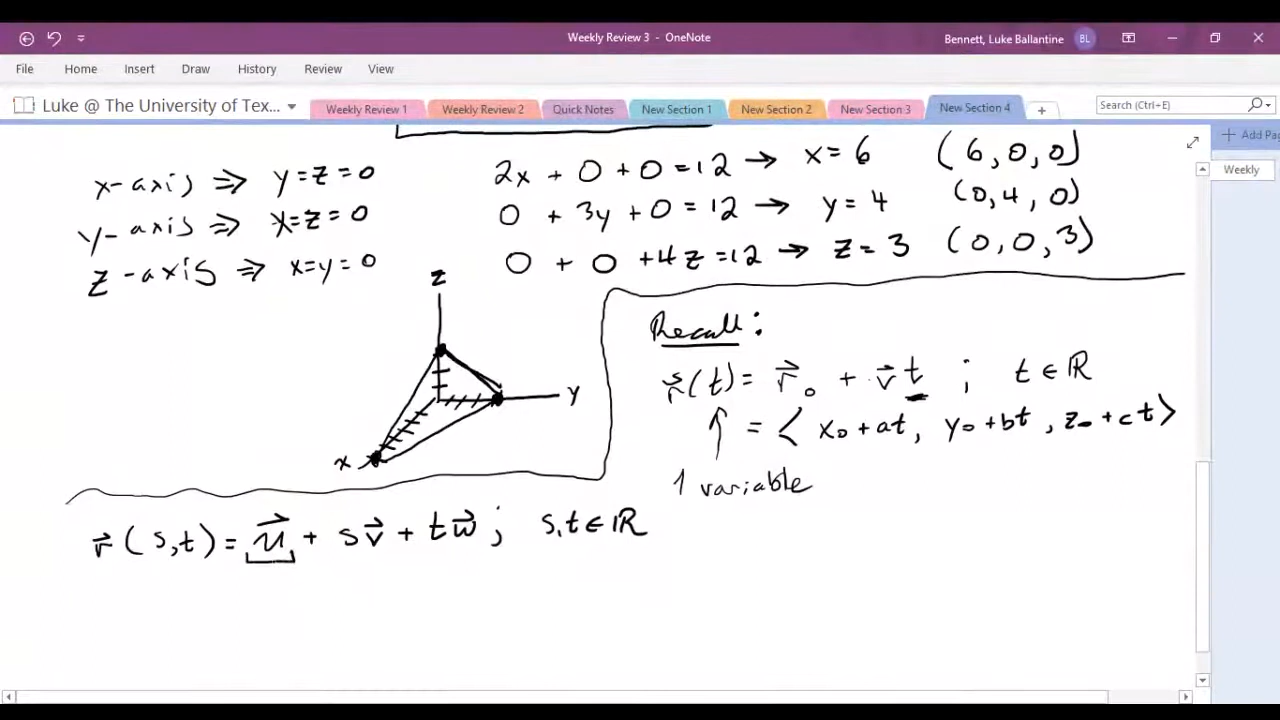 Weekly Review 3 - OneNote
Bennett, Luke Ballantine BL
File Home Insert Draw History Review View
Luke @ The University of Tex... Weekly Review 1 Weekly Review 2 Quick Notes New Section 1 New Section 2 New Section 3 New Section 4 + Search (Ctrl+E)
+ Add Pag
Weekly
x-axis ⇒ y=z=0 2x + 0 + 0 = 12 → x = 6 (6, 0, 0)
y-axis ⇒ x=z=0 0 + 3y + 0 = 12 → y = 4 (0, 4, 0)
z-axis ⇒ x=y=0 0 + 0 + 4z = 12 → z = 3 (0, 0, 3)
z
y
x
Recall:
r⃗(t) = r⃗₀ + v⃗t ; t ∈ ℝ
↑ = ⟨x₀ + at, y₀ + bt, z₀ + ct⟩
1 variable
r⃗(s,t) = u⃗ + sv⃗ + tw⃗ ; s,t ∈ ℝ